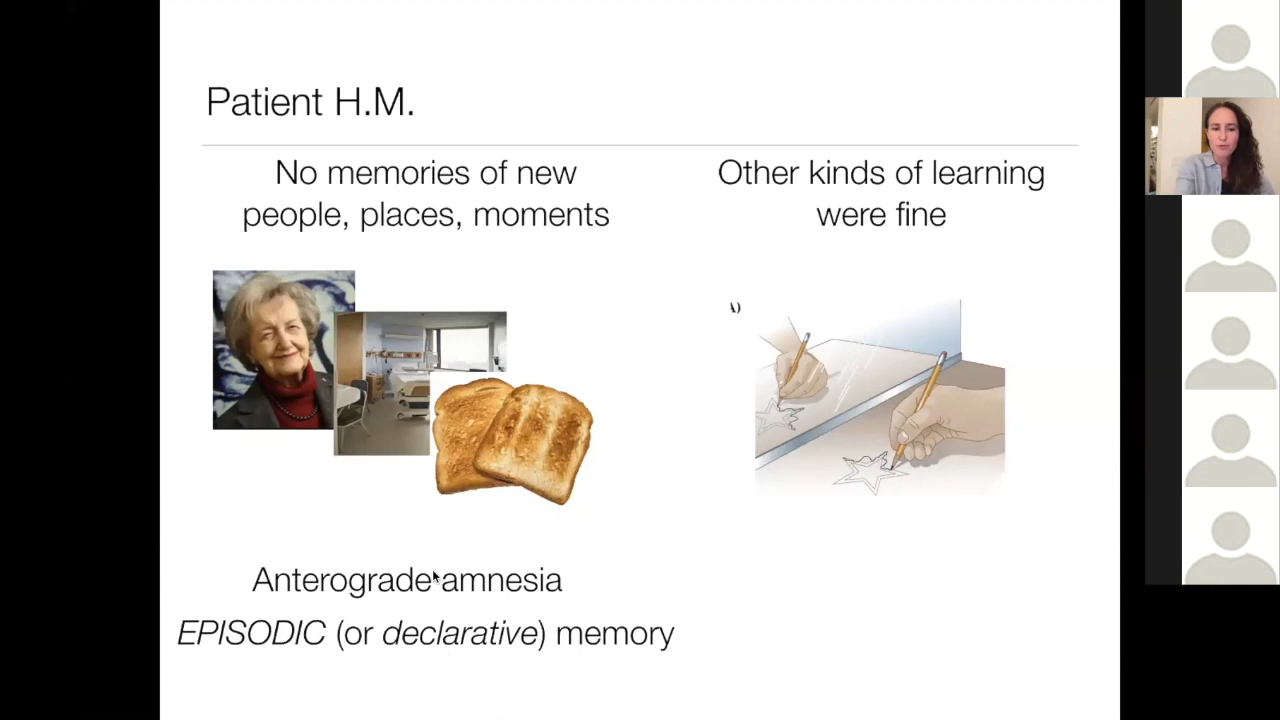 Patient H.M.
No memories of new
people, places, moments
Other kinds of learning
were fine
Anterograde amnesia
EPISODIC (or declarative) memory